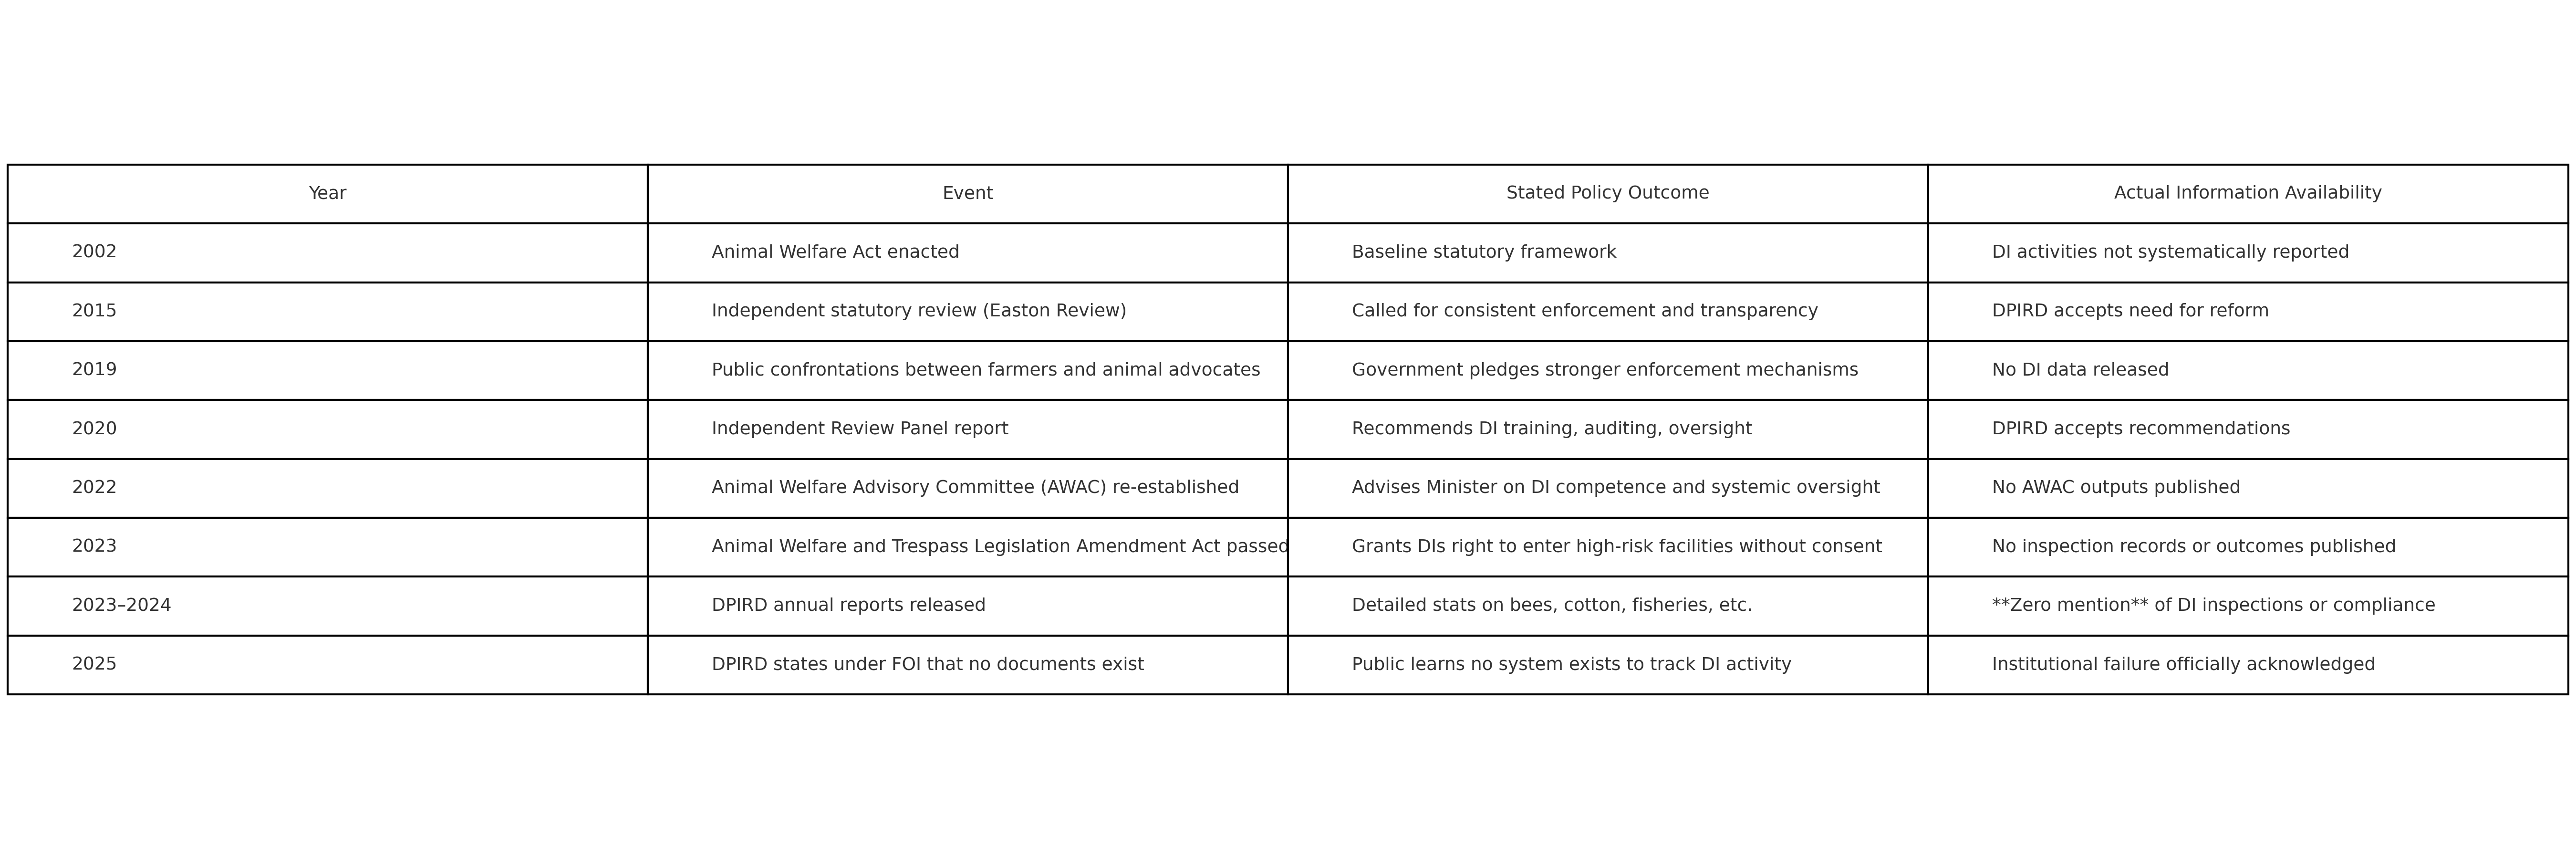 Year Event Stated Policy Outcome Actual Information Availability
2002 Animal Welfare Act enacted Baseline statutory framework DI activities not systematically reported
2015 Independent statutory review (Easton Review) Called for consistent enforcement and transparency DPIRD accepts need for reform
2019 Public confrontations between farmers and animal advocates Government pledges stronger enforcement mechanisms No DI data released
2020 Independent Review Panel report Recommends DI training, auditing, oversight DPIRD accepts recommendations
2022 Animal Welfare Advisory Committee (AWAC) re-established Advises Minister on DI competence and systemic oversight No AWAC outputs published
2023 Animal Welfare and Trespass Legislation Amendment Act passed Grants DIs right to enter high-risk facilities without consent No inspection records or outcomes published
2023–2024 DPIRD annual reports released Detailed stats on bees, cotton, fisheries, etc. **Zero mention** of DI inspections or compliance
2025 DPIRD states under FOI that no documents exist Public learns no system exists to track DI activity Institutional failure officially acknowledged